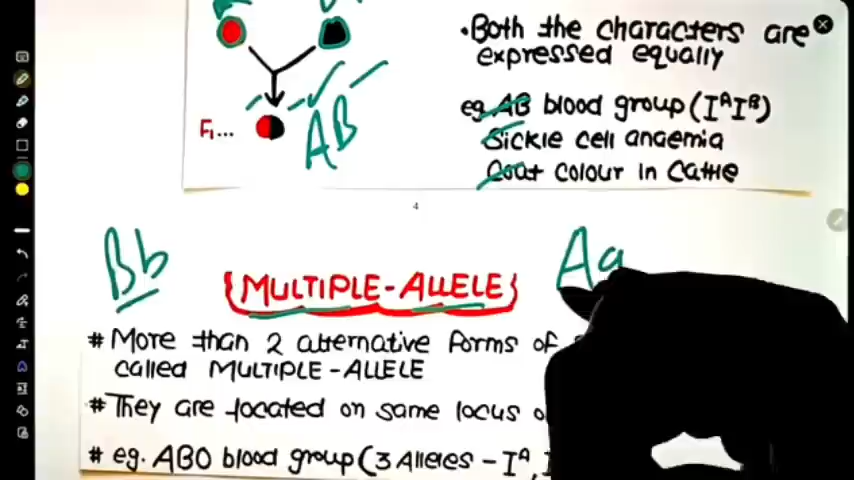 •Both the characters are
expressed equally
F₁... AB
eg. AB blood group (IᴬIᴮ)
Sickle cell anaemia
Coat colour in Cattle
4
Bb
Aa
MULTIPLE-ALLELE
# More than 2 alternative forms of
called MULTIPLE-ALLELE
# They are located on same locus
# eg. ABO blood group (3 Alleles - Iᴬ,